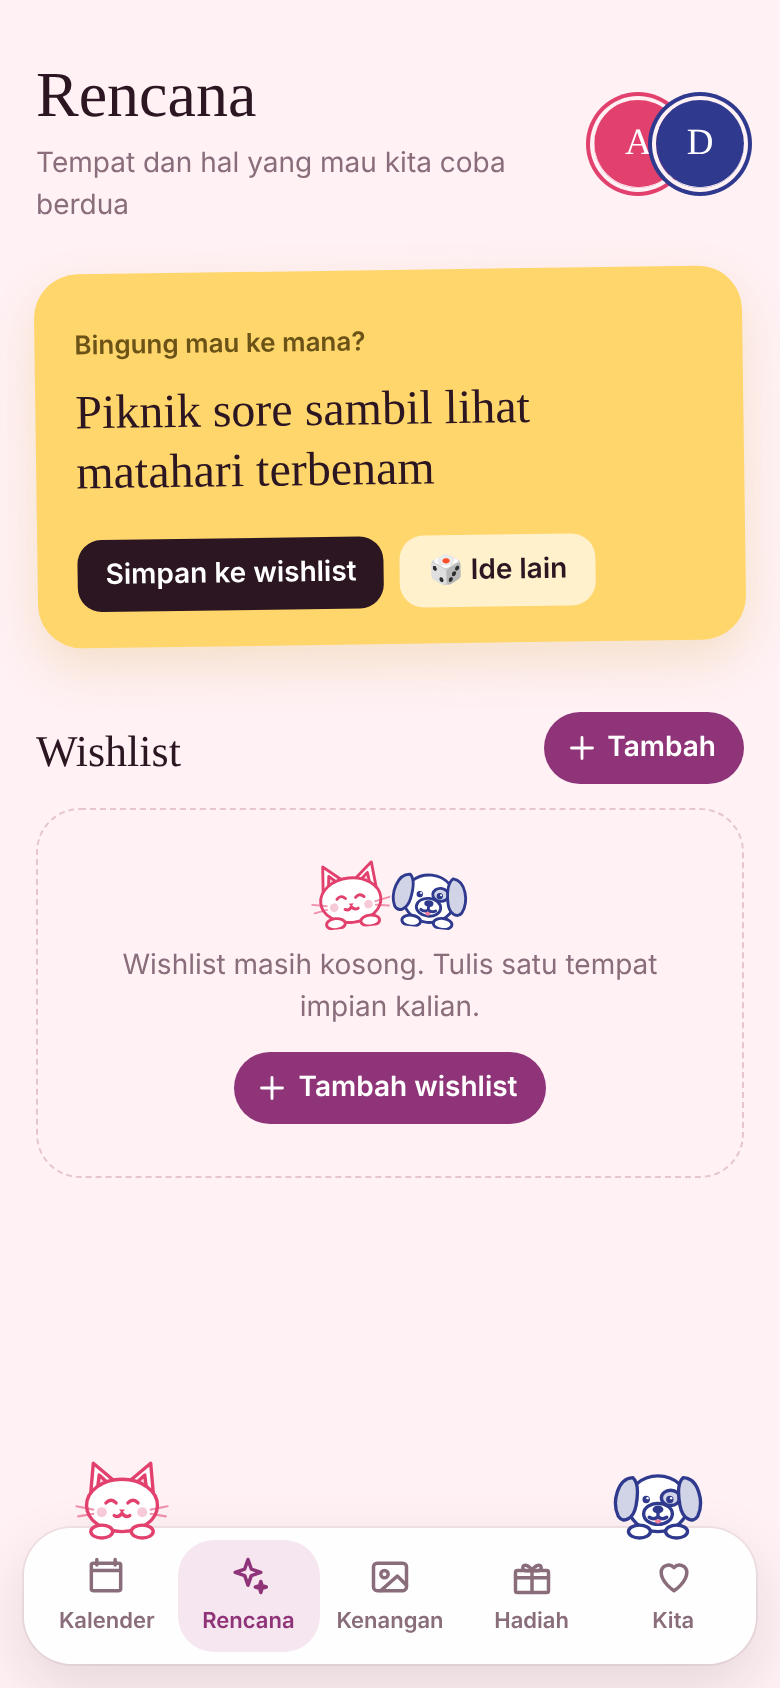 Rencana
Tempat dan hal yang mau kita coba
berdua
A
D
Bingung mau ke mana?
Piknik sore sambil lihat
matahari terbenam
Simpan ke wishlist
🎲 Ide lain
Wishlist
+ Tambah
Wishlist masih kosong. Tulis satu tempat
impian kalian.
+ Tambah wishlist
Kalender
Rencana
Kenangan
Hadiah
Kita